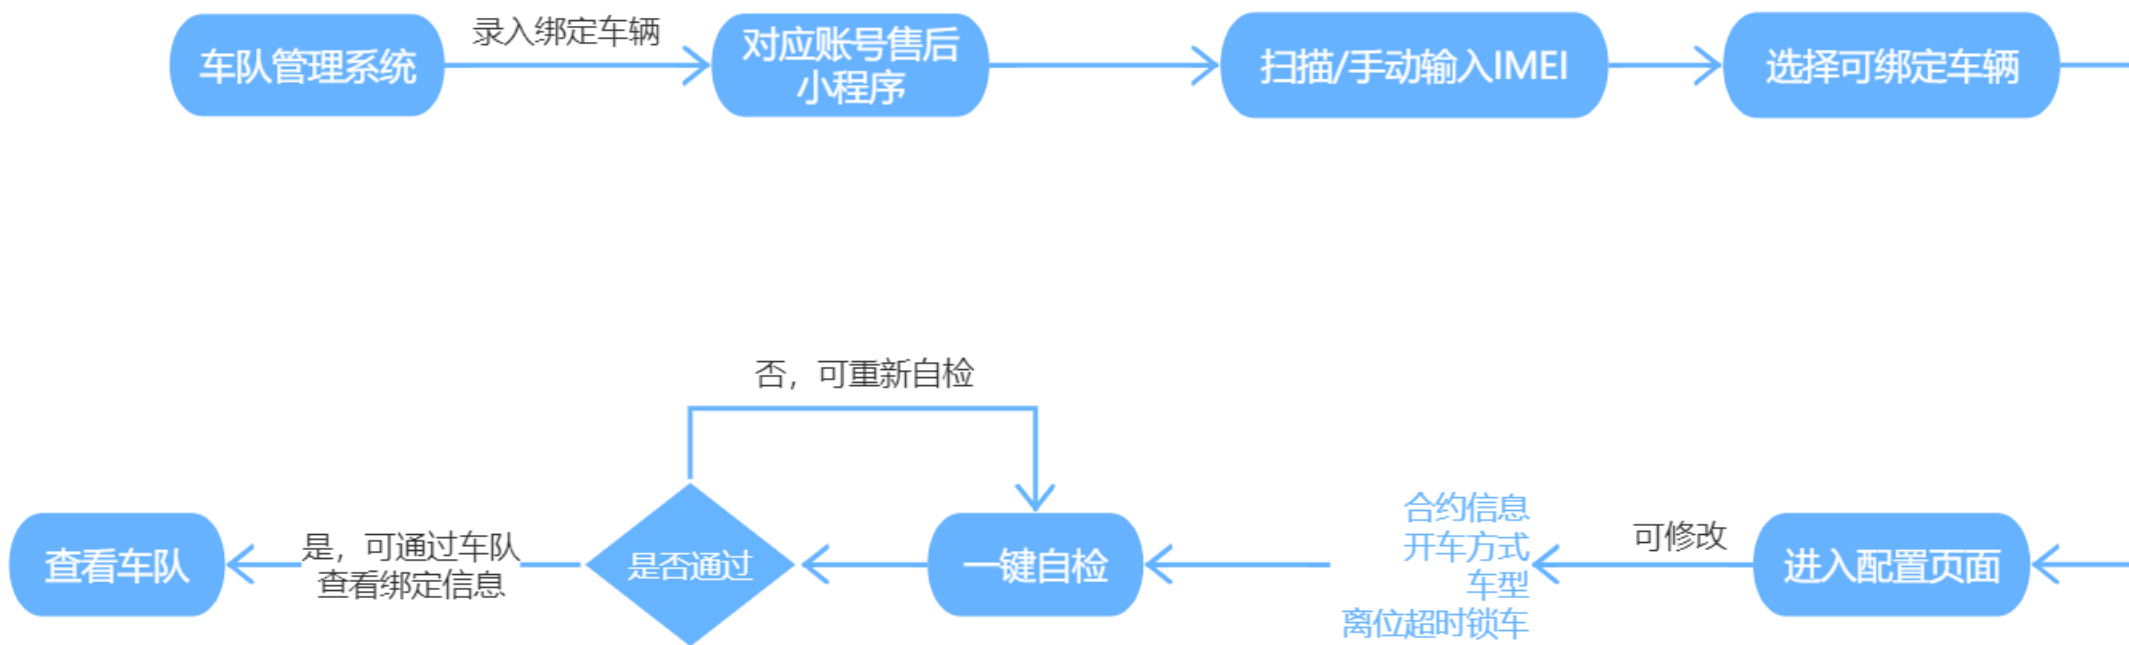 车队管理系统
录入绑定车辆
对应账号售后
小程序
扫描/手动输入IMEI
选择可绑定车辆
否，可重新自检
查看车队
是，可通过车队
查看绑定信息
是否通过
一键自检
合约信息
开车方式
车型
离位超时锁车
可修改
进入配置页面